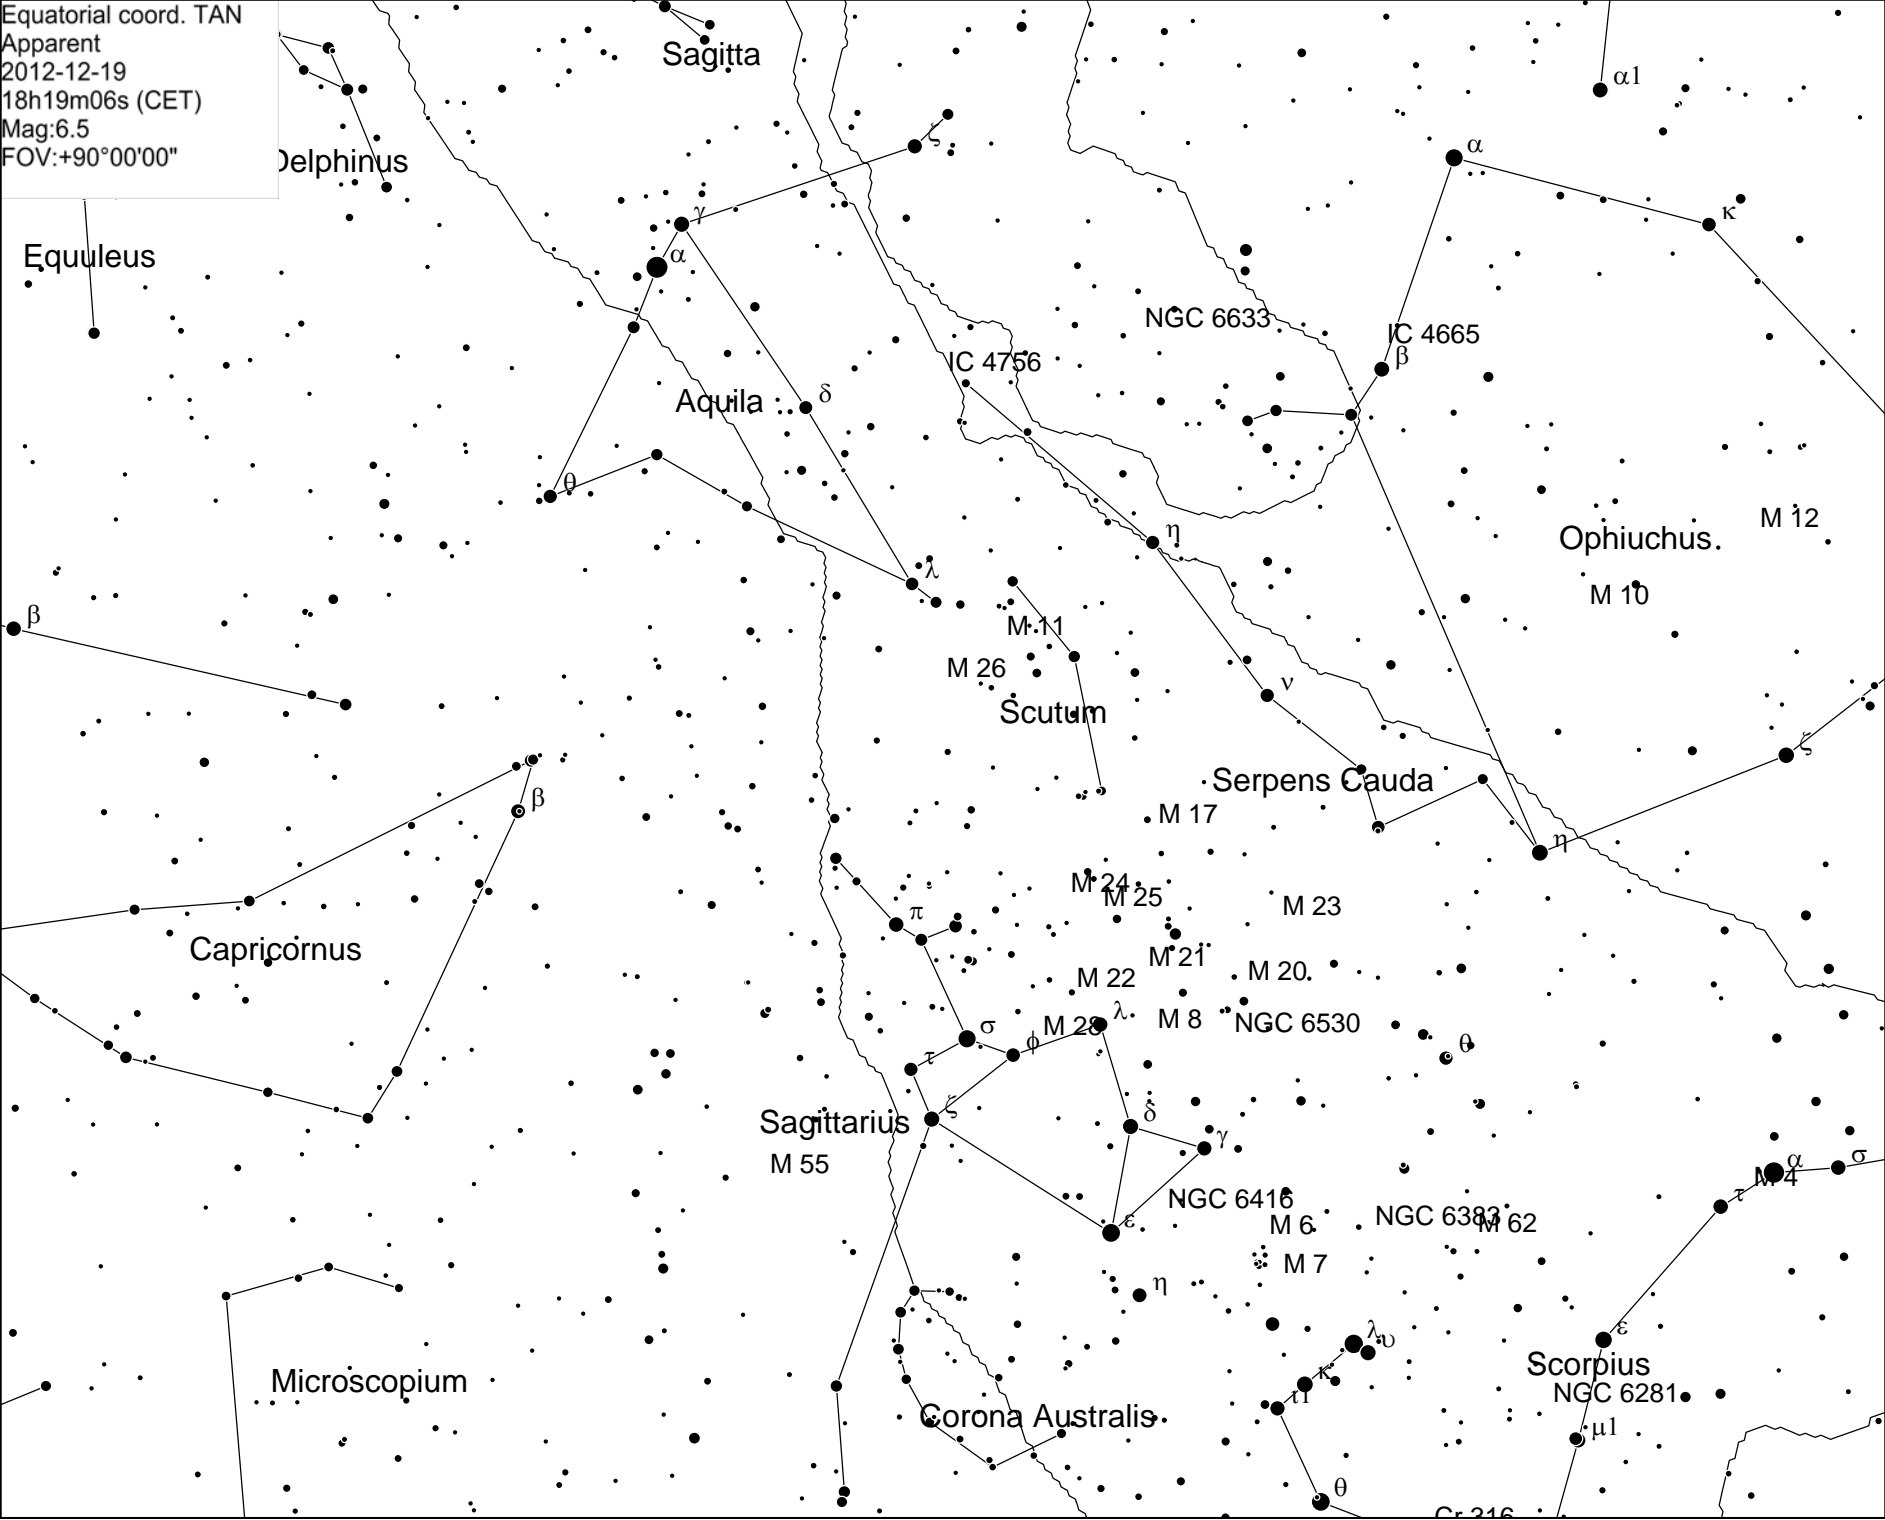 Equatorial coord. TAN
Apparent
2012-12-19
18h19m06s (CET)
Mag:6.5
FOV:+90°00'00"
Sagitta
α1
ζ
α
Delphinus
γ
κ
Equuleus
α
NGC 6633
IC 4665
β
IC 4756
δ
Aquila
θ
M 12
η
Ophiuchus
λ
M 10
β
M 11
M 26
ν
Scutum
ζ
Serpens Cauda
β
M 17
η
M 24
M 25
M 23
π
Capricornus
M 21
M 20
M 22
λ
M 8
NGC 6530
M 28
σ
φ
θ
τ
ζ
δ
Sagittarius
γ
M 55
σ
α
M 4
τ
NGC 6416
ε
M 6
NGC 6383
M 62
M 7
η
λ
υ
ε
Scorpius
κ
Microscopium
ι1
NGC 6281
Corona Australis
μ1
θ
Cr 316